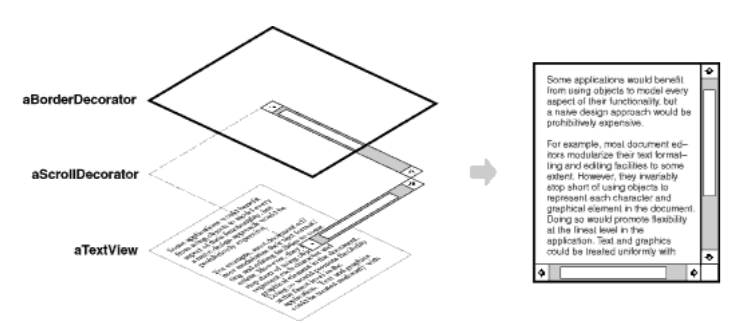 aBorderDecorator
aScrollDecorator
aTextView
Some applications would benefit
from using objects to model every
aspect of their functionality, but
a naive design approach would be
prohibitively expensive.
For example, most document ed–
itors modularize their text format–
ting and editing facilities to some
extent. However, they invariably
stop short of using objects to
represent each character and
graphical element in the document.
Doing so would promote flexibility
at the finest level in the
application. Text and graphics
could be treated uniformly with